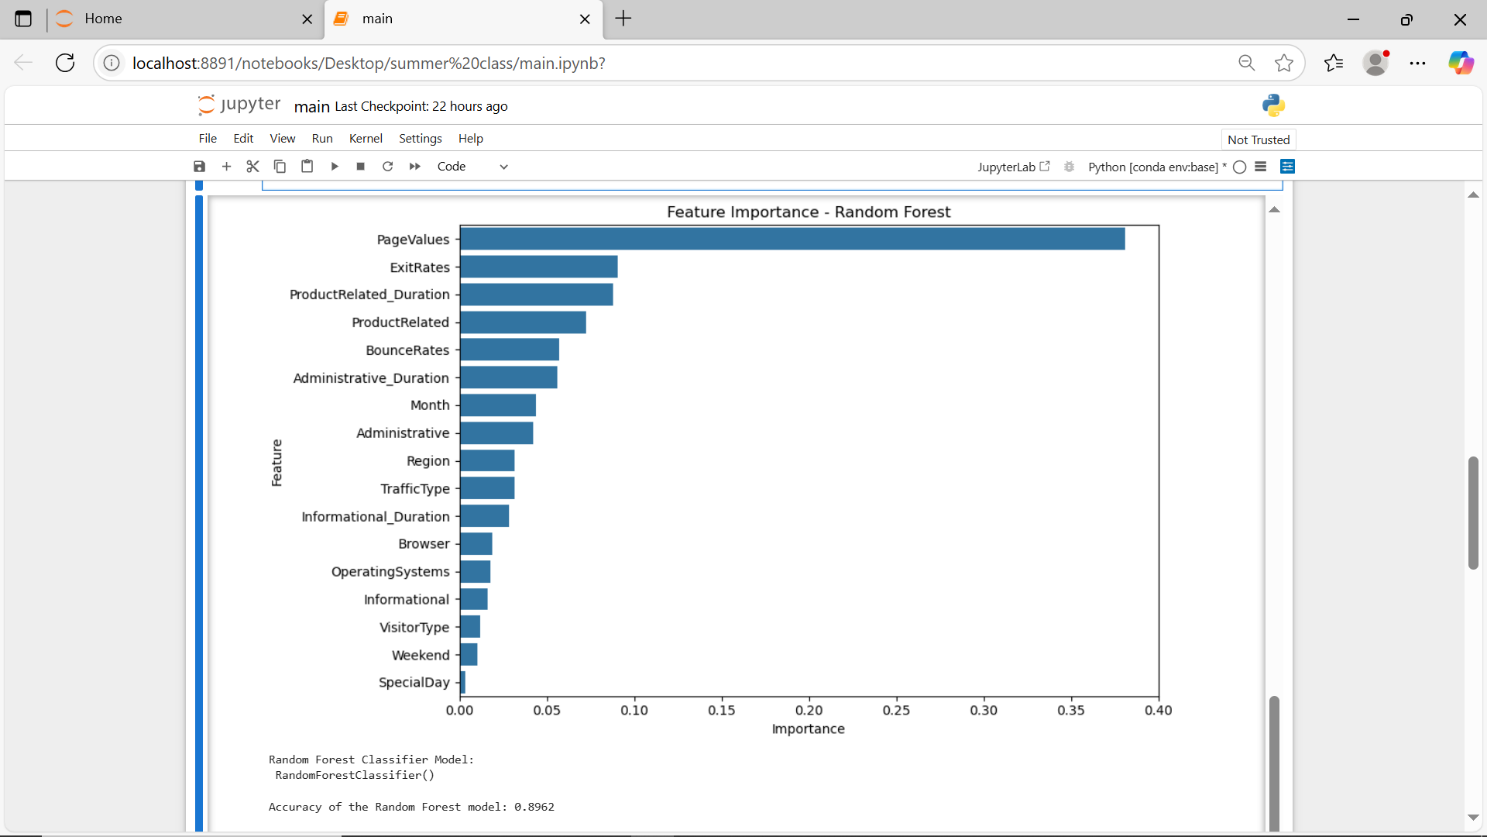 Home
main
localhost:8891/notebooks/Desktop/summer%20class/main.ipynb?
jupyter main Last Checkpoint: 22 hours ago
File Edit View Run Kernel Settings Help
Not Trusted
Code
JupyterLab
Python [conda env:base] *
Feature Importance - Random Forest
PageValues
ExitRates
ProductRelated_Duration
ProductRelated
BounceRates
Administrative_Duration
Month
Administrative
Region
TrafficType
Informational_Duration
Browser
OperatingSystems
Informational
VisitorType
Weekend
SpecialDay
Feature
0.00 0.05 0.10 0.15 0.20 0.25 0.30 0.35 0.40
Importance
Random Forest Classifier Model:
RandomForestClassifier()
Accuracy of the Random Forest model: 0.8962